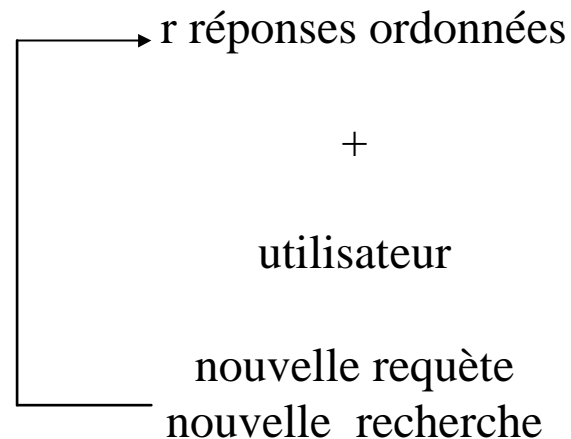 r réponses ordonnées
+
utilisateur
nouvelle requète
nouvelle recherche